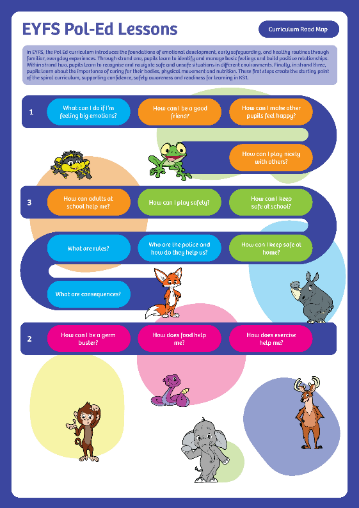 EYFS Pol-Ed Lessons
Curriculum Road Map
In EYFS, the Pol-Ed curriculum introduces the foundations of emotional development, early safeguarding, and healthy routines through
familiar, everyday experiences. Through strand one, pupils learn to identify and manage basic feelings and build positive relationships.
Within strand two, pupils learn to recognise and navigate safe and unsafe situations in different environments. Finally, in strand three,
pupils learn about the importance of caring for their bodies, physical movement and nutrition. These first steps create the starting point
of the spiral curriculum, supporting confidence, safety awareness and readiness for learning in KS1.
1
What can I do if I'm
feeling big emotions?
How can I be a good
friend?
How can I make other
pupils feel happy?
How can I play nicely
with others?
3
How can adults at
school help me?
How can I play safely?
How can I keep
safe at school?
What are rules?
Who are the police and
how do they help us?
How can I keep safe at
home?
What are consequences?
2
How can I be a germ
buster?
How does food help
me?
How does exercise
help me?